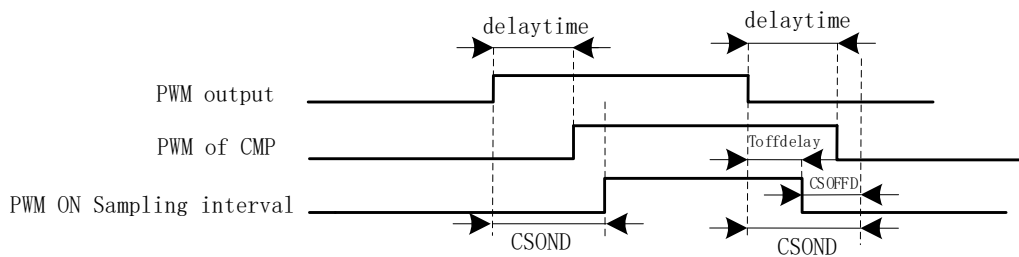 delaytime
delaytime
PWM output
PWM of CMP
Toffdelay
PWM ON Sampling interval
CSOFFD
CSOND
CSOND